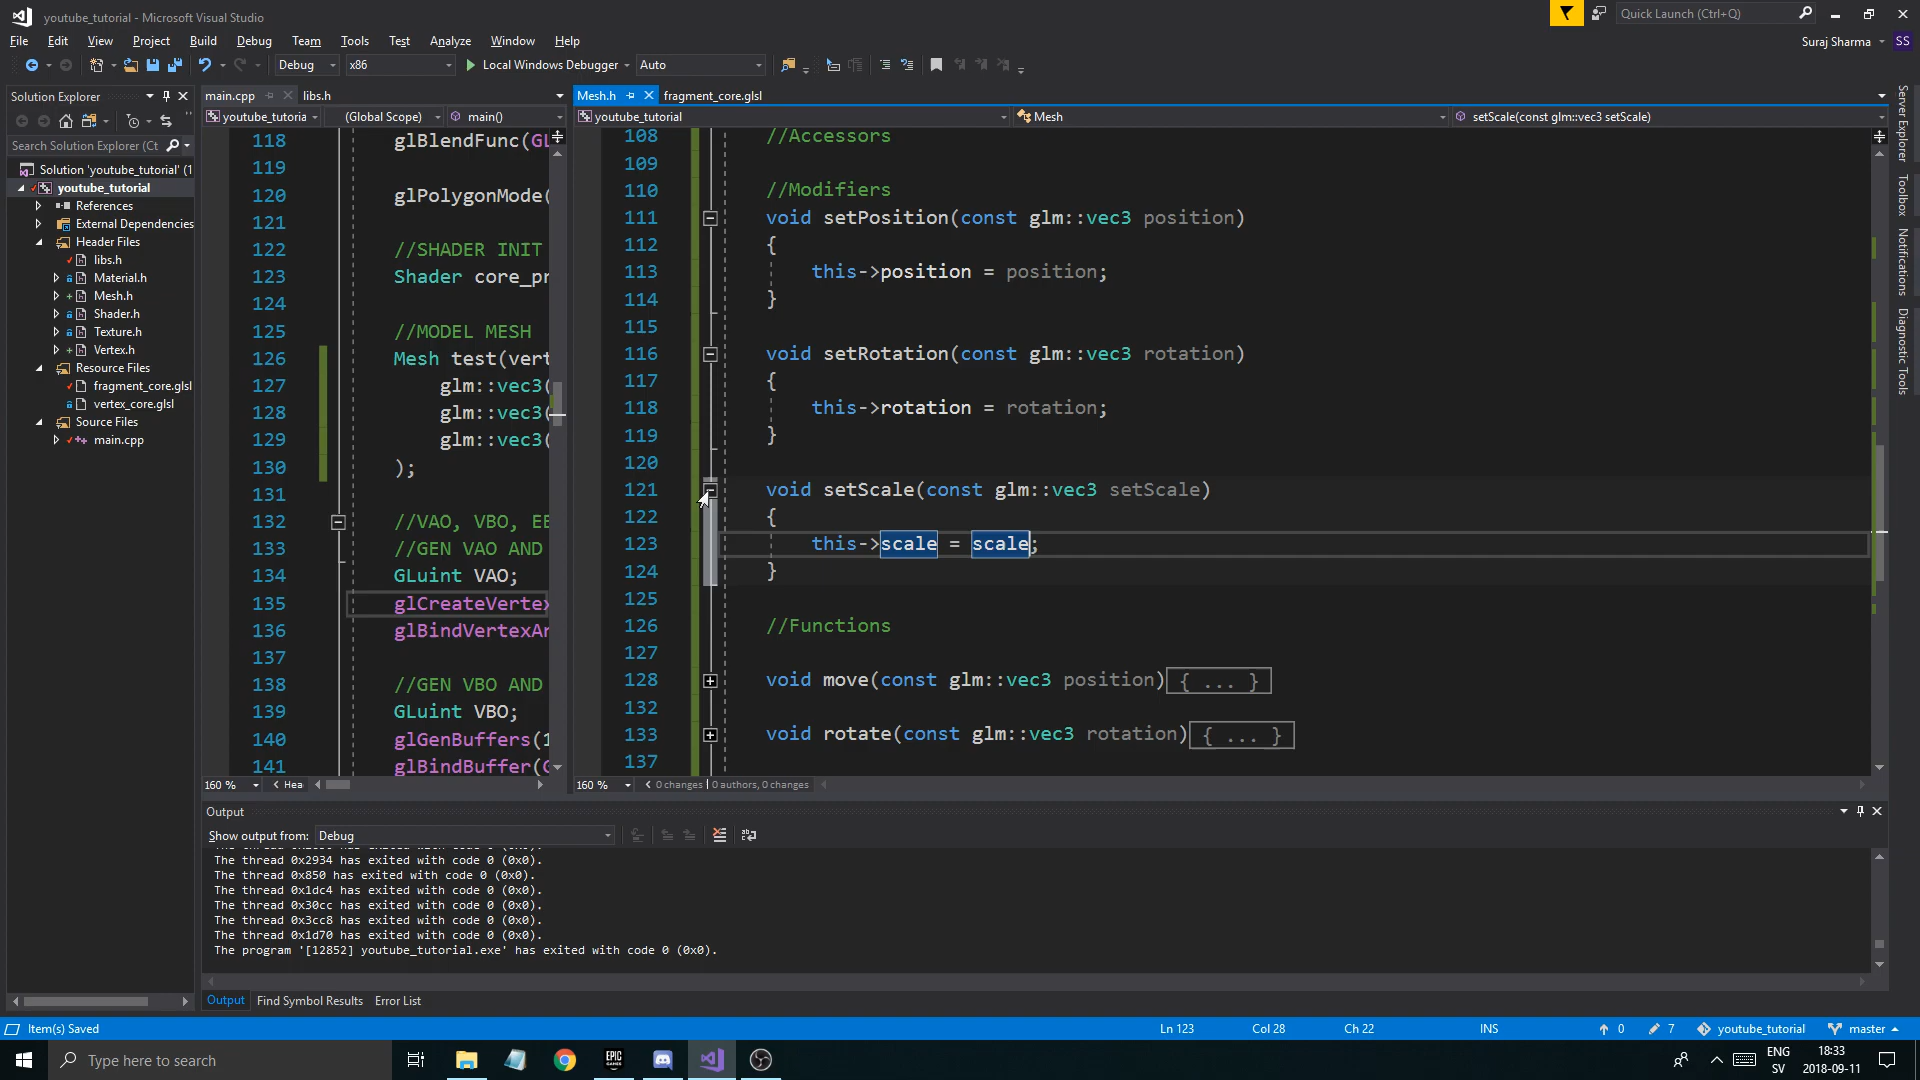 youtube_tutorial - Microsoft Visual Studio
Quick Launch (Ctrl+Q)
File Edit View Project Build Debug Team Tools Test Analyze Window Help
Suraj Sharma SS
Debug x86 Local Windows Debugger Auto
Solution Explorer
main.cpp libs.h
Mesh.h fragment_core.glsl
youtube_tutoria (Global Scope) main()
youtube_tutorial Mesh setScale(const glm::vec3 setScale)
Search Solution Explorer (Ct
Solution 'youtube_tutorial' (1
youtube_tutorial
References
External Dependencies
Header Files
libs.h
Material.h
Mesh.h
Shader.h
Texture.h
Vertex.h
Resource Files
fragment_core.glsl
vertex_core.glsl
Source Files
main.cpp
118 glBlendFunc(GL
119
120 glPolygonMode(
121
122 //SHADER INIT
123 Shader core_pr
124
125 //MODEL MESH
126 Mesh test(vert
127 glm::vec3(
128 glm::vec3(
129 glm::vec3(
130 );
131
132 //VAO, VBO, EE
133 //GEN VAO AND
134 GLuint VAO;
135 glCreateVertex
136 glBindVertexAr
137
138 //GEN VBO AND
139 GLuint VBO;
140 glGenBuffers(1
141 glBindBuffer(G
108 //Accessors
109
110 //Modifiers
111 void setPosition(const glm::vec3 position)
112 {
113 this->position = position;
114 }
115
116 void setRotation(const glm::vec3 rotation)
117 {
118 this->rotation = rotation;
119 }
120
121 void setScale(const glm::vec3 setScale)
122 {
123 this->scale = scale;
124 }
125
126 //Functions
127
128 void move(const glm::vec3 position){ ... }
132
133 void rotate(const glm::vec3 rotation){ ... }
137
160 % Hea
160 % 0 changes | 0 authors, 0 changes
Server Explorer
Toolbox
Notifications
Diagnostic Tools
Output
Show output from: Debug
The thread 0x2934 has exited with code 0 (0x0).
The thread 0x850 has exited with code 0 (0x0).
The thread 0x1dc4 has exited with code 0 (0x0).
The thread 0x30cc has exited with code 0 (0x0).
The thread 0x3cc8 has exited with code 0 (0x0).
The thread 0x1d70 has exited with code 0 (0x0).
The program '[12852] youtube_tutorial.exe' has exited with code 0 (0x0).
Output Find Symbol Results Error List
Item(s) Saved Ln 123 Col 28 Ch 22 INS 0 7 youtube_tutorial master
Type here to search
EPIC GAMES
ENG
SV
18:33
2018-09-11